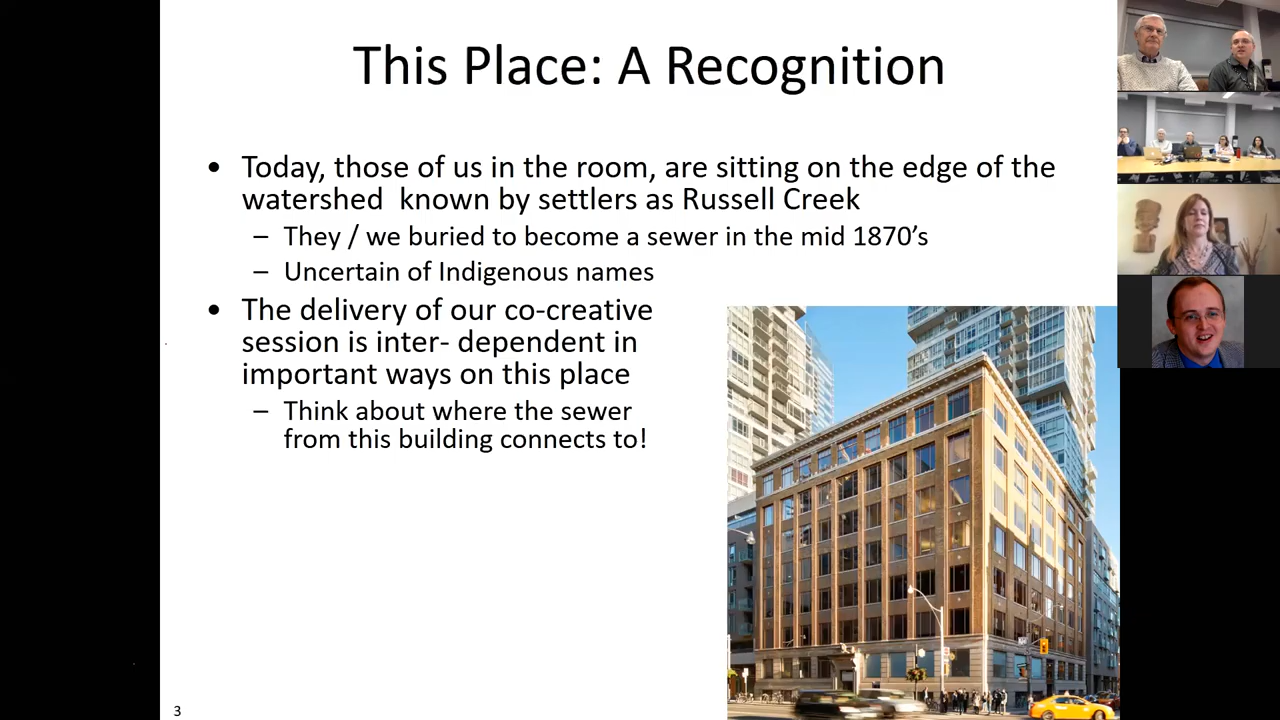 This Place: A Recognition
• Today, those of us in the room, are sitting on the edge of the
watershed  known by settlers as Russell Creek
– They / we buried to become a sewer in the mid 1870’s
– Uncertain of Indigenous names
• The delivery of our co-creative
session is inter- dependent in
important ways on this place
– Think about where the sewer
from this building connects to!
3